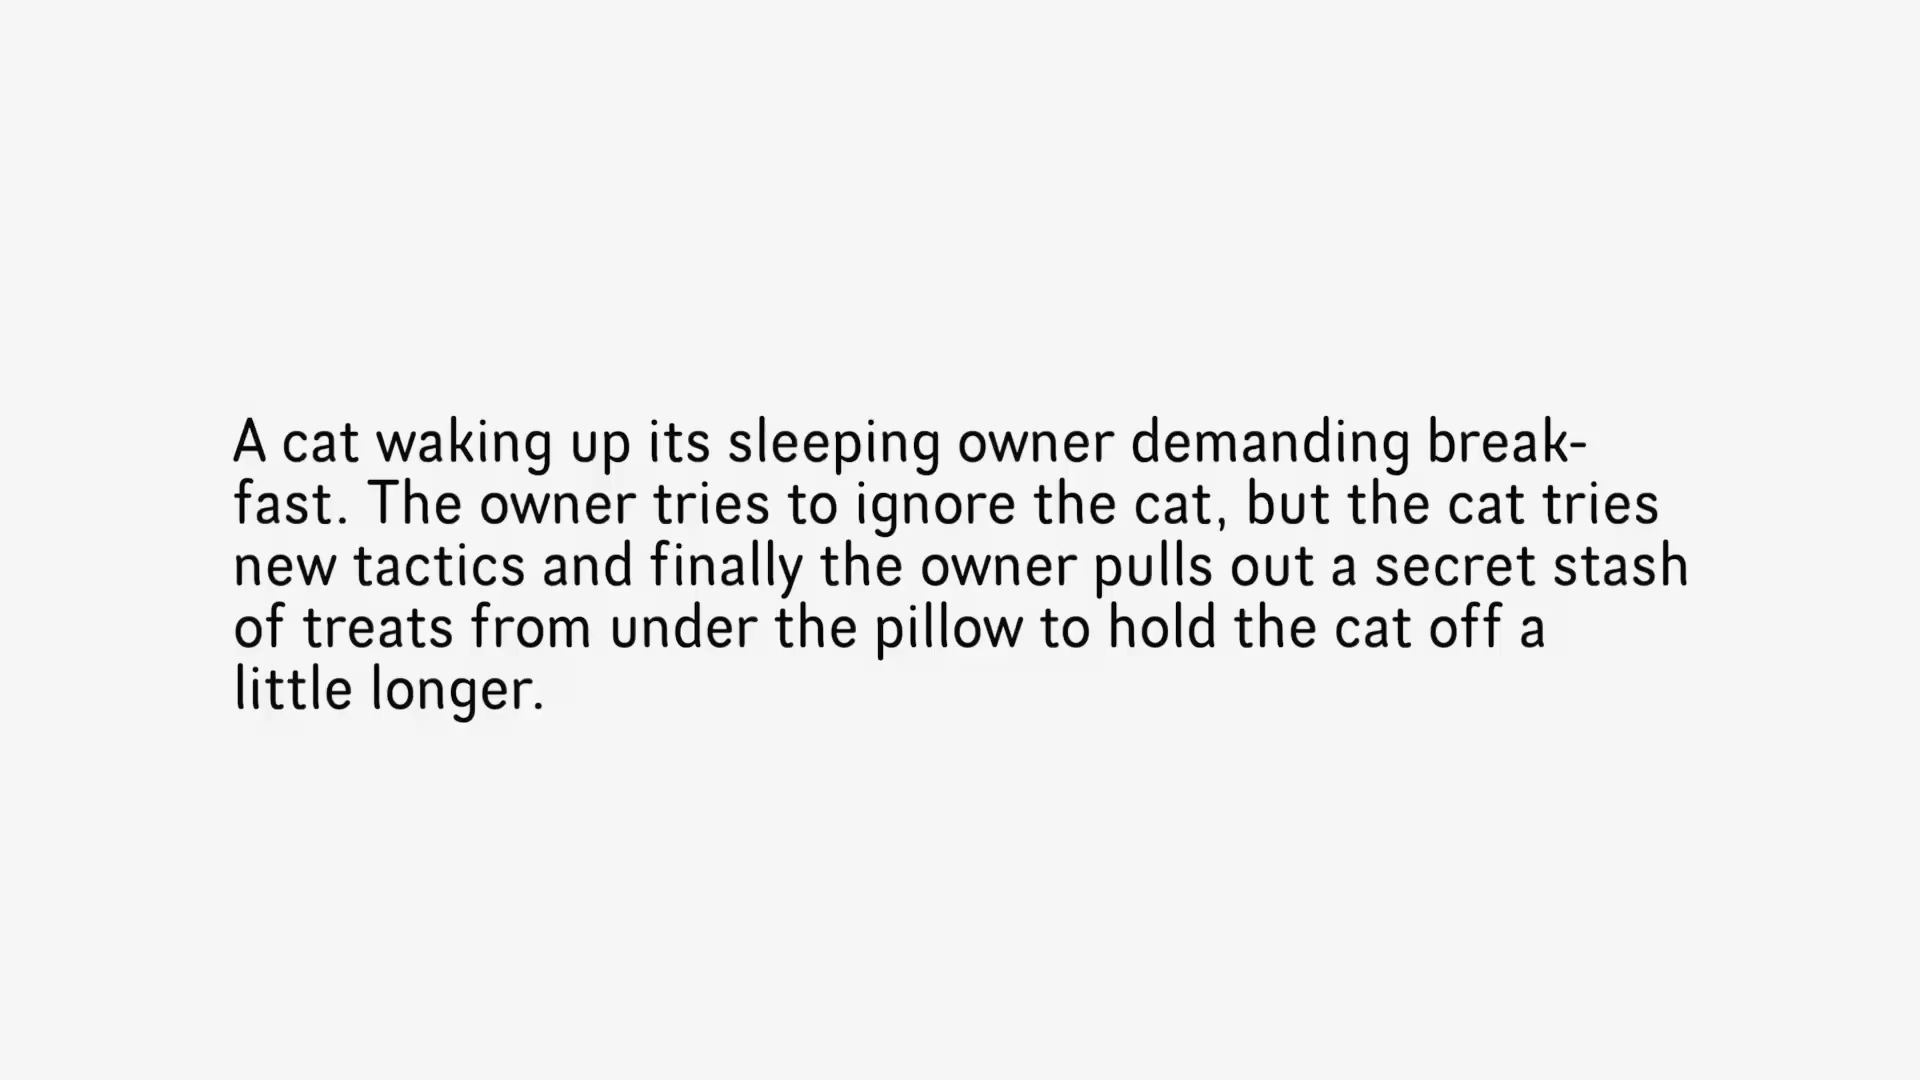 A cat waking up its sleeping owner demanding break-
fast. The owner tries to ignore the cat, but the cat tries
new tactics and finally the owner pulls out a secret stash
of treats from under the pillow to hold the cat off a
little longer.